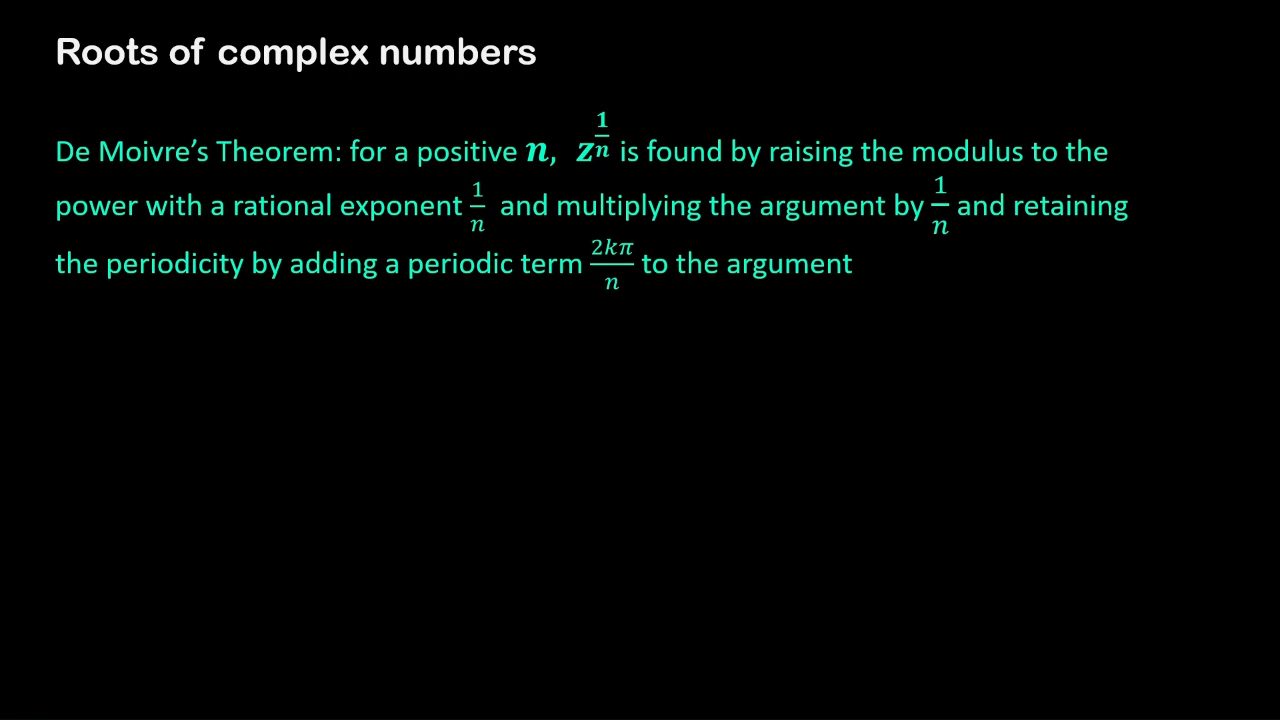 Roots of complex numbers
De Moivre’s Theorem: for a positive 𝒏, 𝒛^(𝟏/𝒏) is found by raising the modulus to the
power with a rational exponent 1/𝑛 and multiplying the argument by 1/𝑛 and retaining
the periodicity by adding a periodic term 2𝑘𝜋/𝑛 to the argument